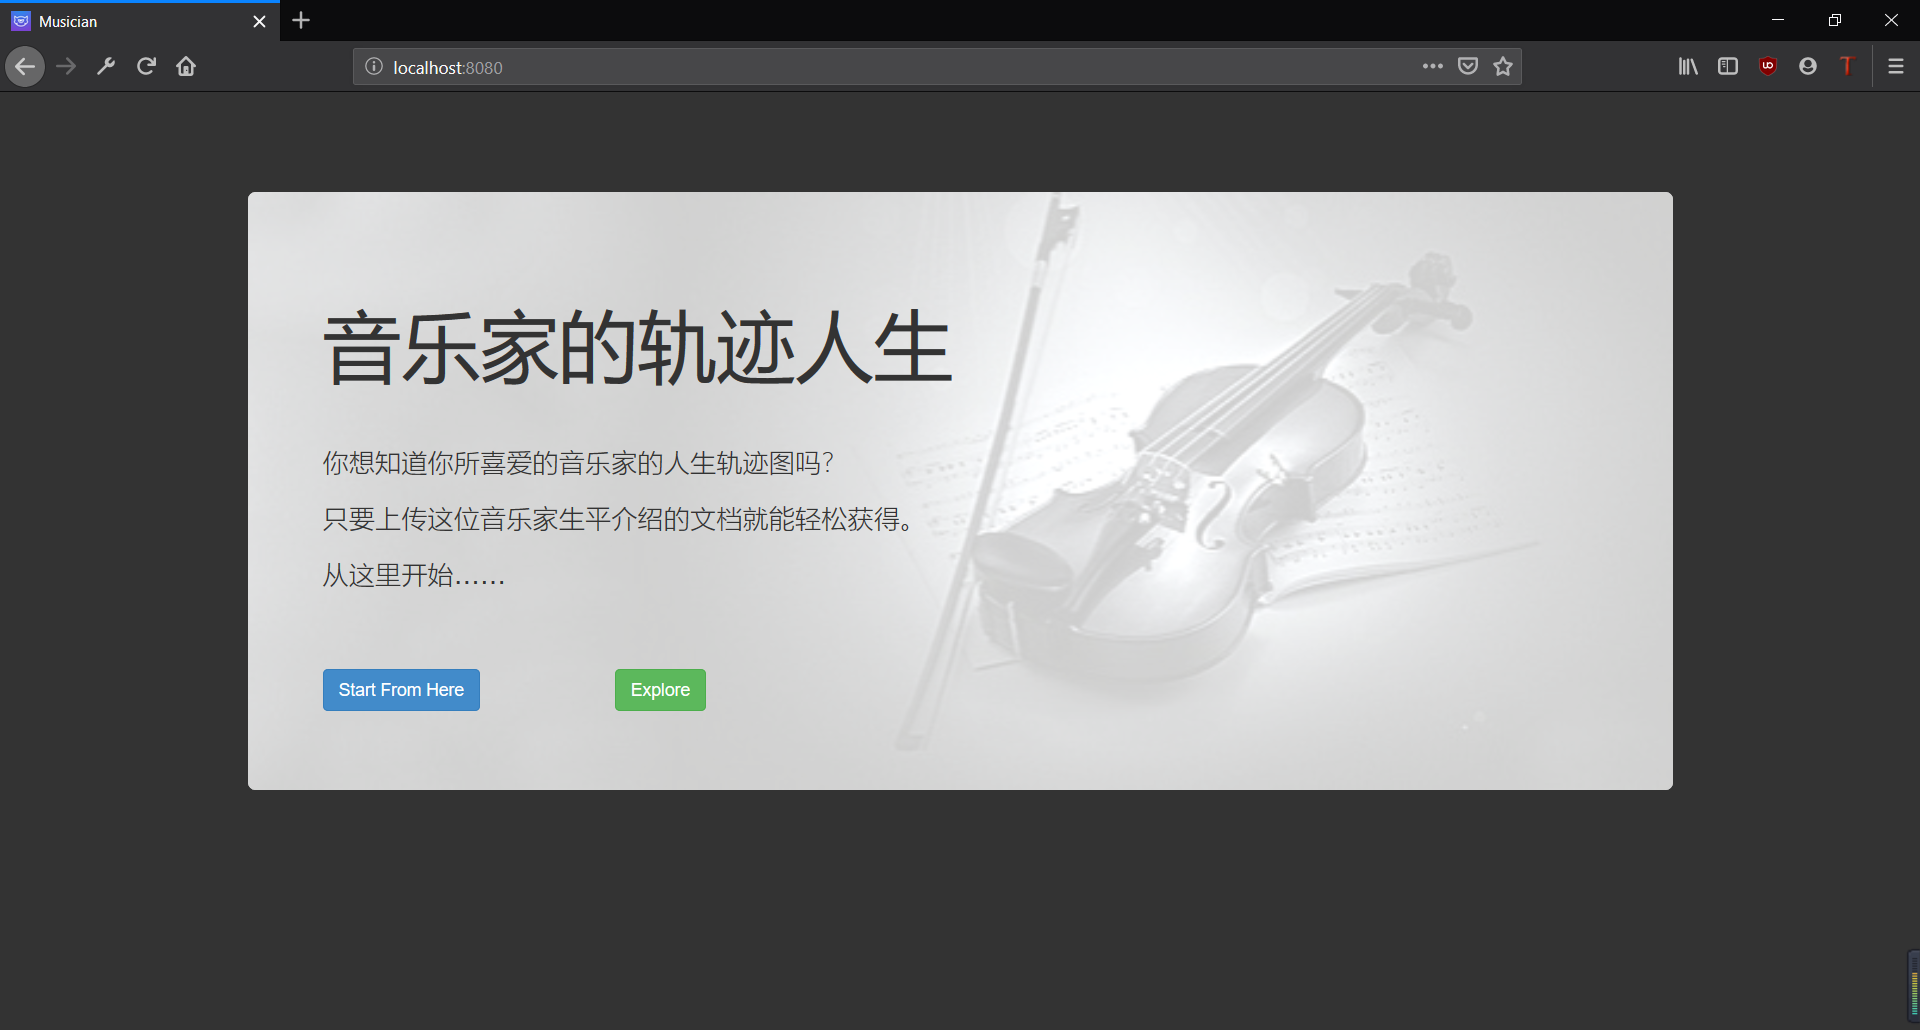 Musician
localhost:8080
音乐家的轨迹人生
你想知道你所喜爱的音乐家的人生轨迹图吗?
只要上传这位音乐家生平介绍的文档就能轻松获得。
从这里开始……
Start From Here
Explore